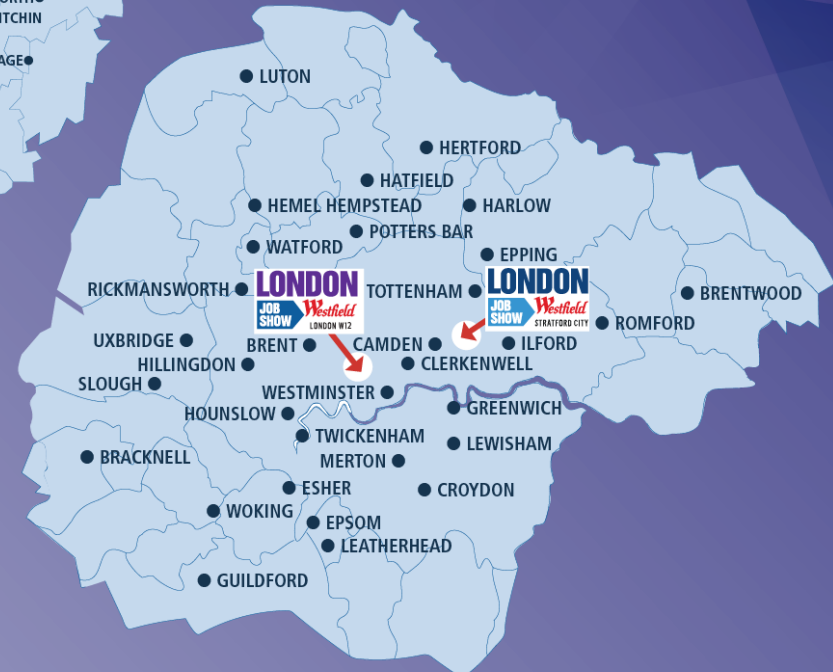 ITCHIN
AGE
LUTON
HERTFORD
HATFIELD
HEMEL HEMPSTEAD
HARLOW
POTTERS BAR
WATFORD
EPPING
RICKMANSWORTH
LONDON
JOB
SHOW
Westfield
LONDON W12
TOTTENHAM
LONDON
JOB
SHOW
Westfield
STRATFORD CITY
BRENTWOOD
ROMFORD
UXBRIDGE
BRENT
CAMDEN
ILFORD
HILLINGDON
CLERKENWELL
SLOUGH
WESTMINSTER
HOUNSLOW
GREENWICH
TWICKENHAM
LEWISHAM
BRACKNELL
MERTON
ESHER
CROYDON
WOKING
EPSOM
LEATHERHEAD
GUILDFORD